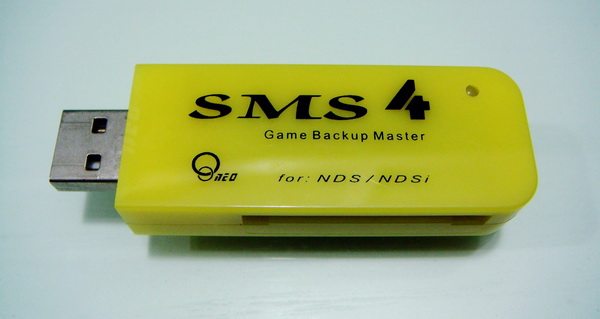 SMS 4
Game Backup Master
NEO
for: NDS / NDSi